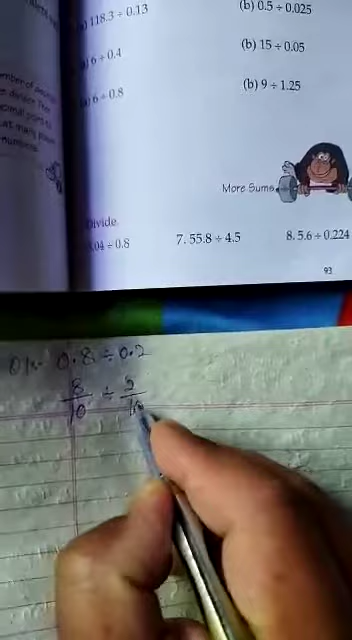 118.3 ÷ 0.13
(b) 0.5 ÷ 0.025
6 ÷ 0.4
(b) 15 ÷ 0.05
6 ÷ 0.8
(b) 9 ÷ 1.25
More Sums
Divide.
.04 ÷ 0.8
7. 55.8 ÷ 4.5
8. 5.6 ÷ 0.224
93
0.8 ÷ 0.2
8/10 ÷ 2/10